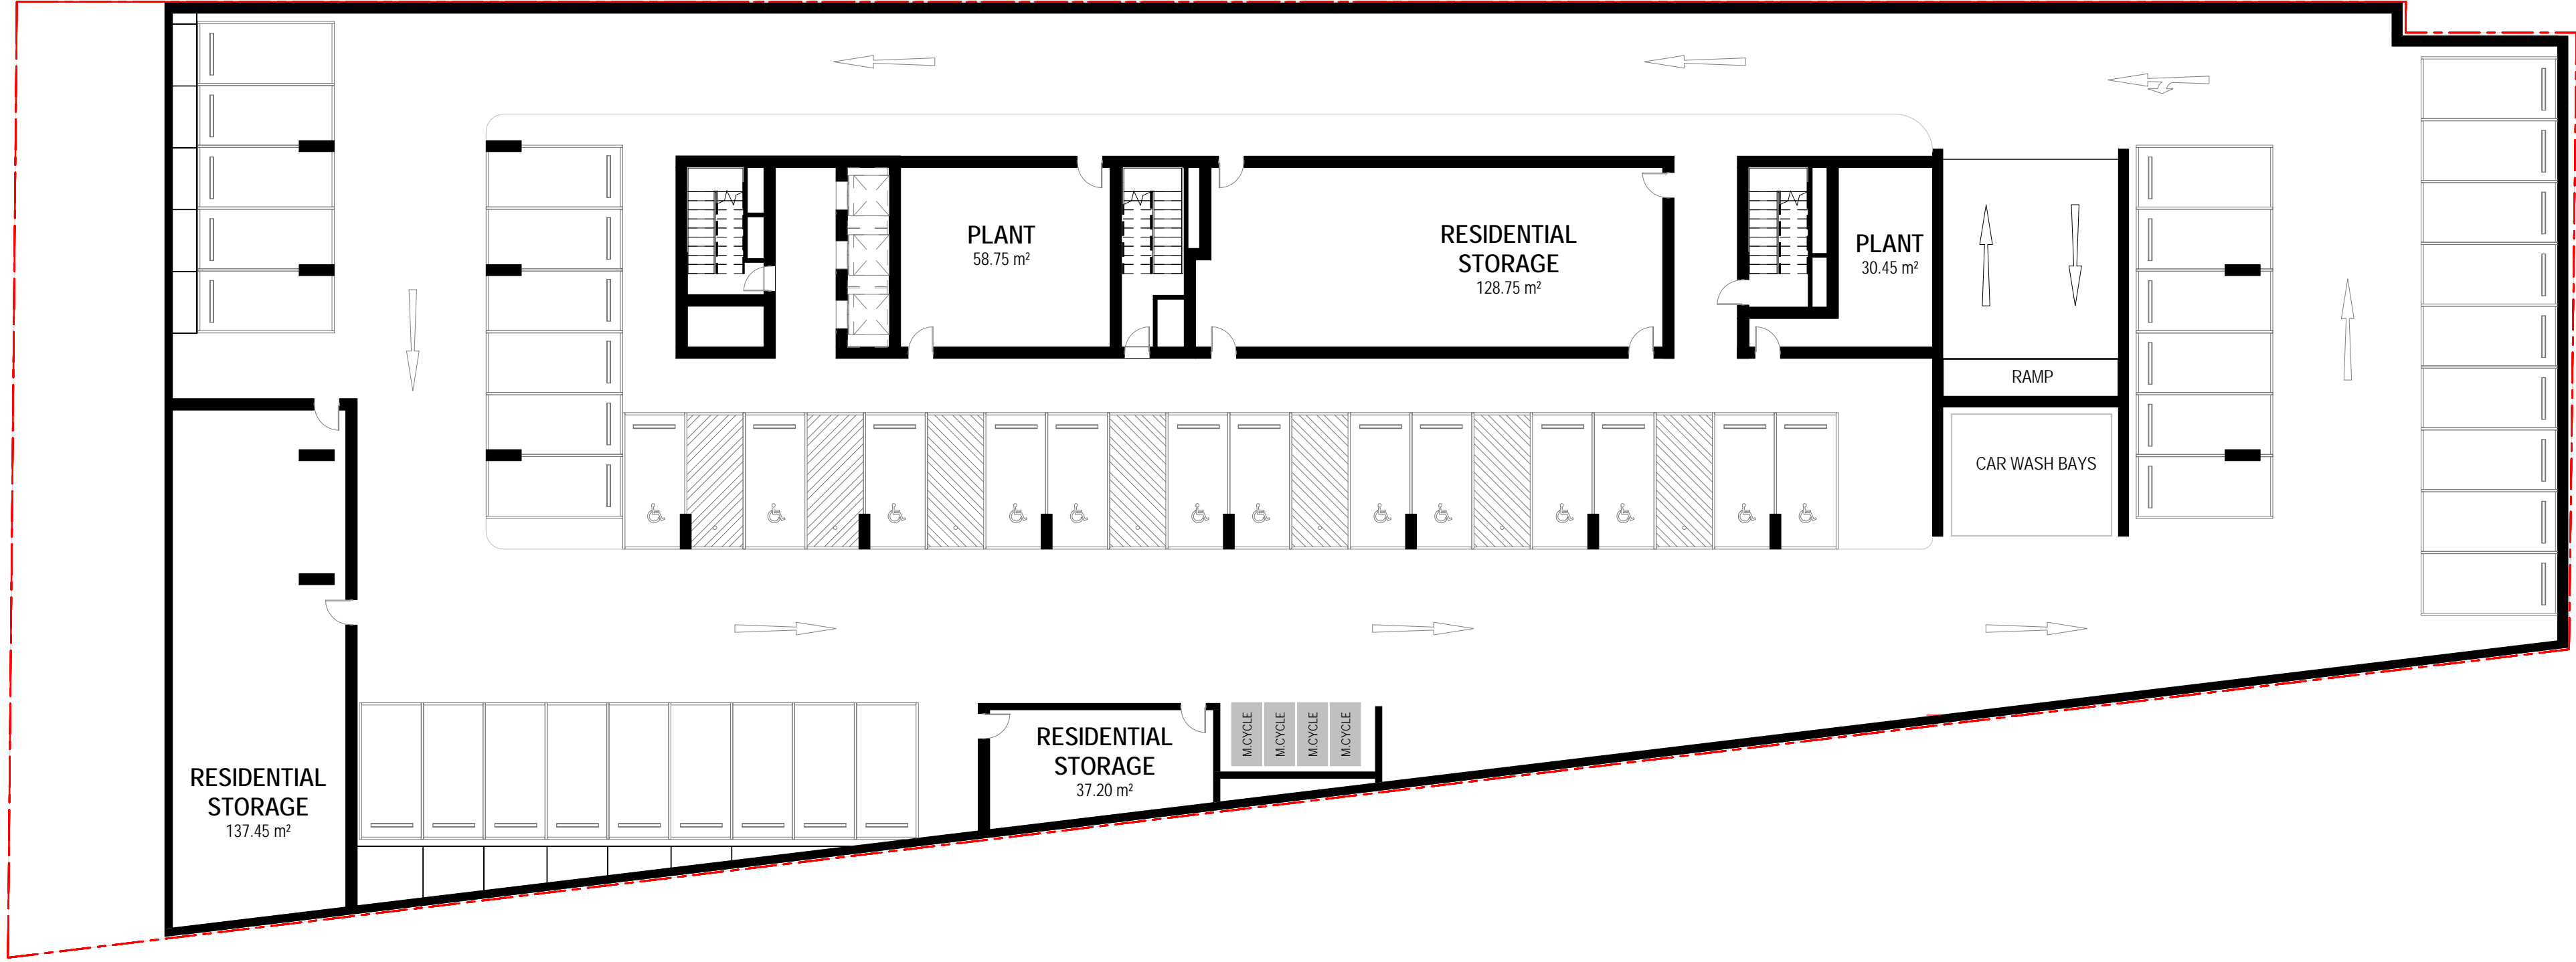 PLANT
58.75 m²
RESIDENTIAL
STORAGE
128.75 m²
PLANT
30.45 m²
RAMP
CAR WASH BAYS
RESIDENTIAL
STORAGE
137.45 m²
RESIDENTIAL
STORAGE
37.20 m²
M.CYCLE
M.CYCLE
M.CYCLE
M.CYCLE